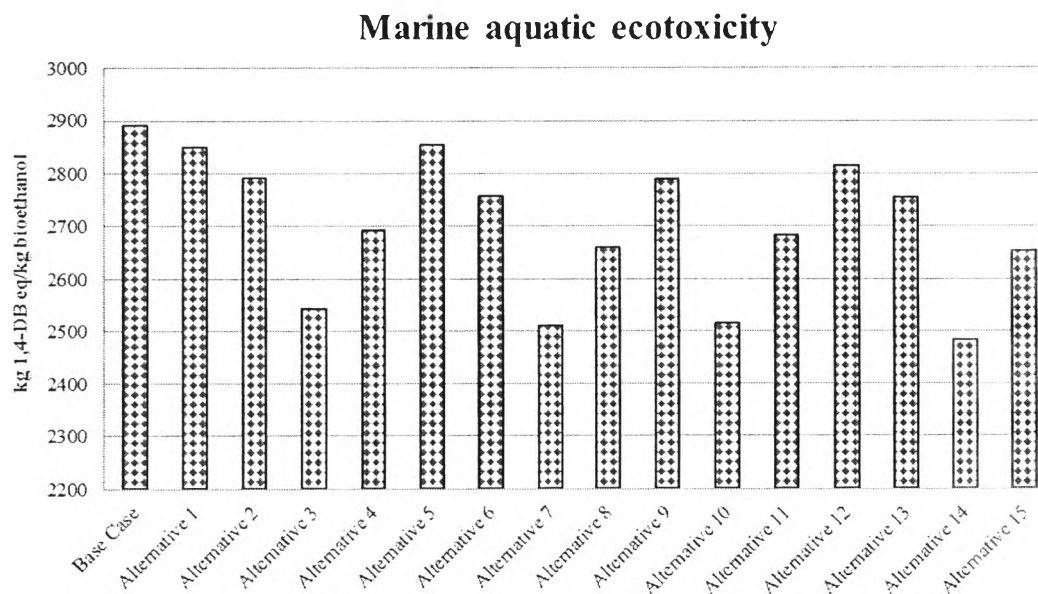 Marine aquatic ecotoxicity
kg 1,4-DB eq/kg bioethanol
3000
2900
2800
2700
2600
2500
2400
2300
2200
Base Case
Alternative 1
Alternative 2
Alternative 3
Alternative 4
Alternative 5
Alternative 6
Alternative 7
Alternative 8
Alternative 9
Alternative 10
Alternative 11
Alternative 12
Alternative 13
Alternative 14
Alternative 15